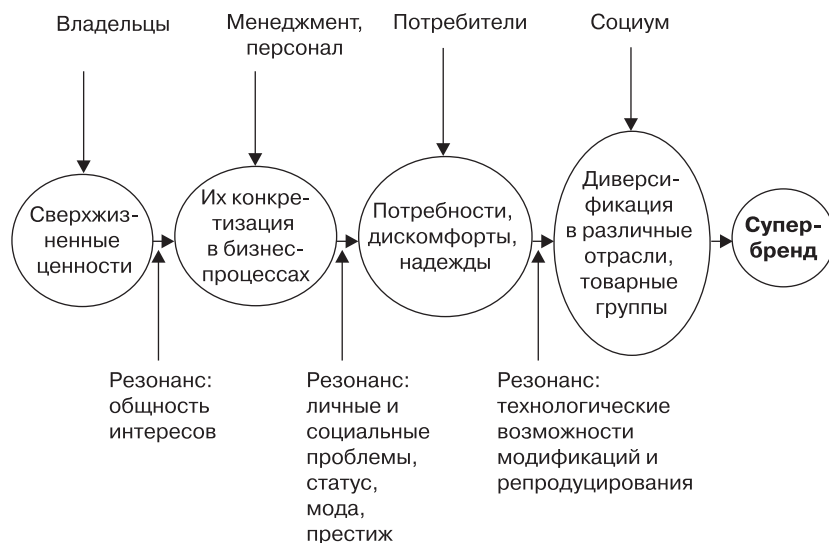 Владельцы
Менеджмент,
персонал
Потребители
Социум
Сверхжиз-
ненные
ценности
Их конкре-
тизация
в бизнес-
процессах
Потребности,
дискомфорты,
надежды
Диверси-
фикация
в различные
отрасли,
товарные
группы
Супер-
бренд
Резонанс:
общность
интересов
Резонанс:
личные и
социальные
проблемы,
статус,
мода,
престиж
Резонанс:
технологические
возможности
модификаций и
репродуцирования